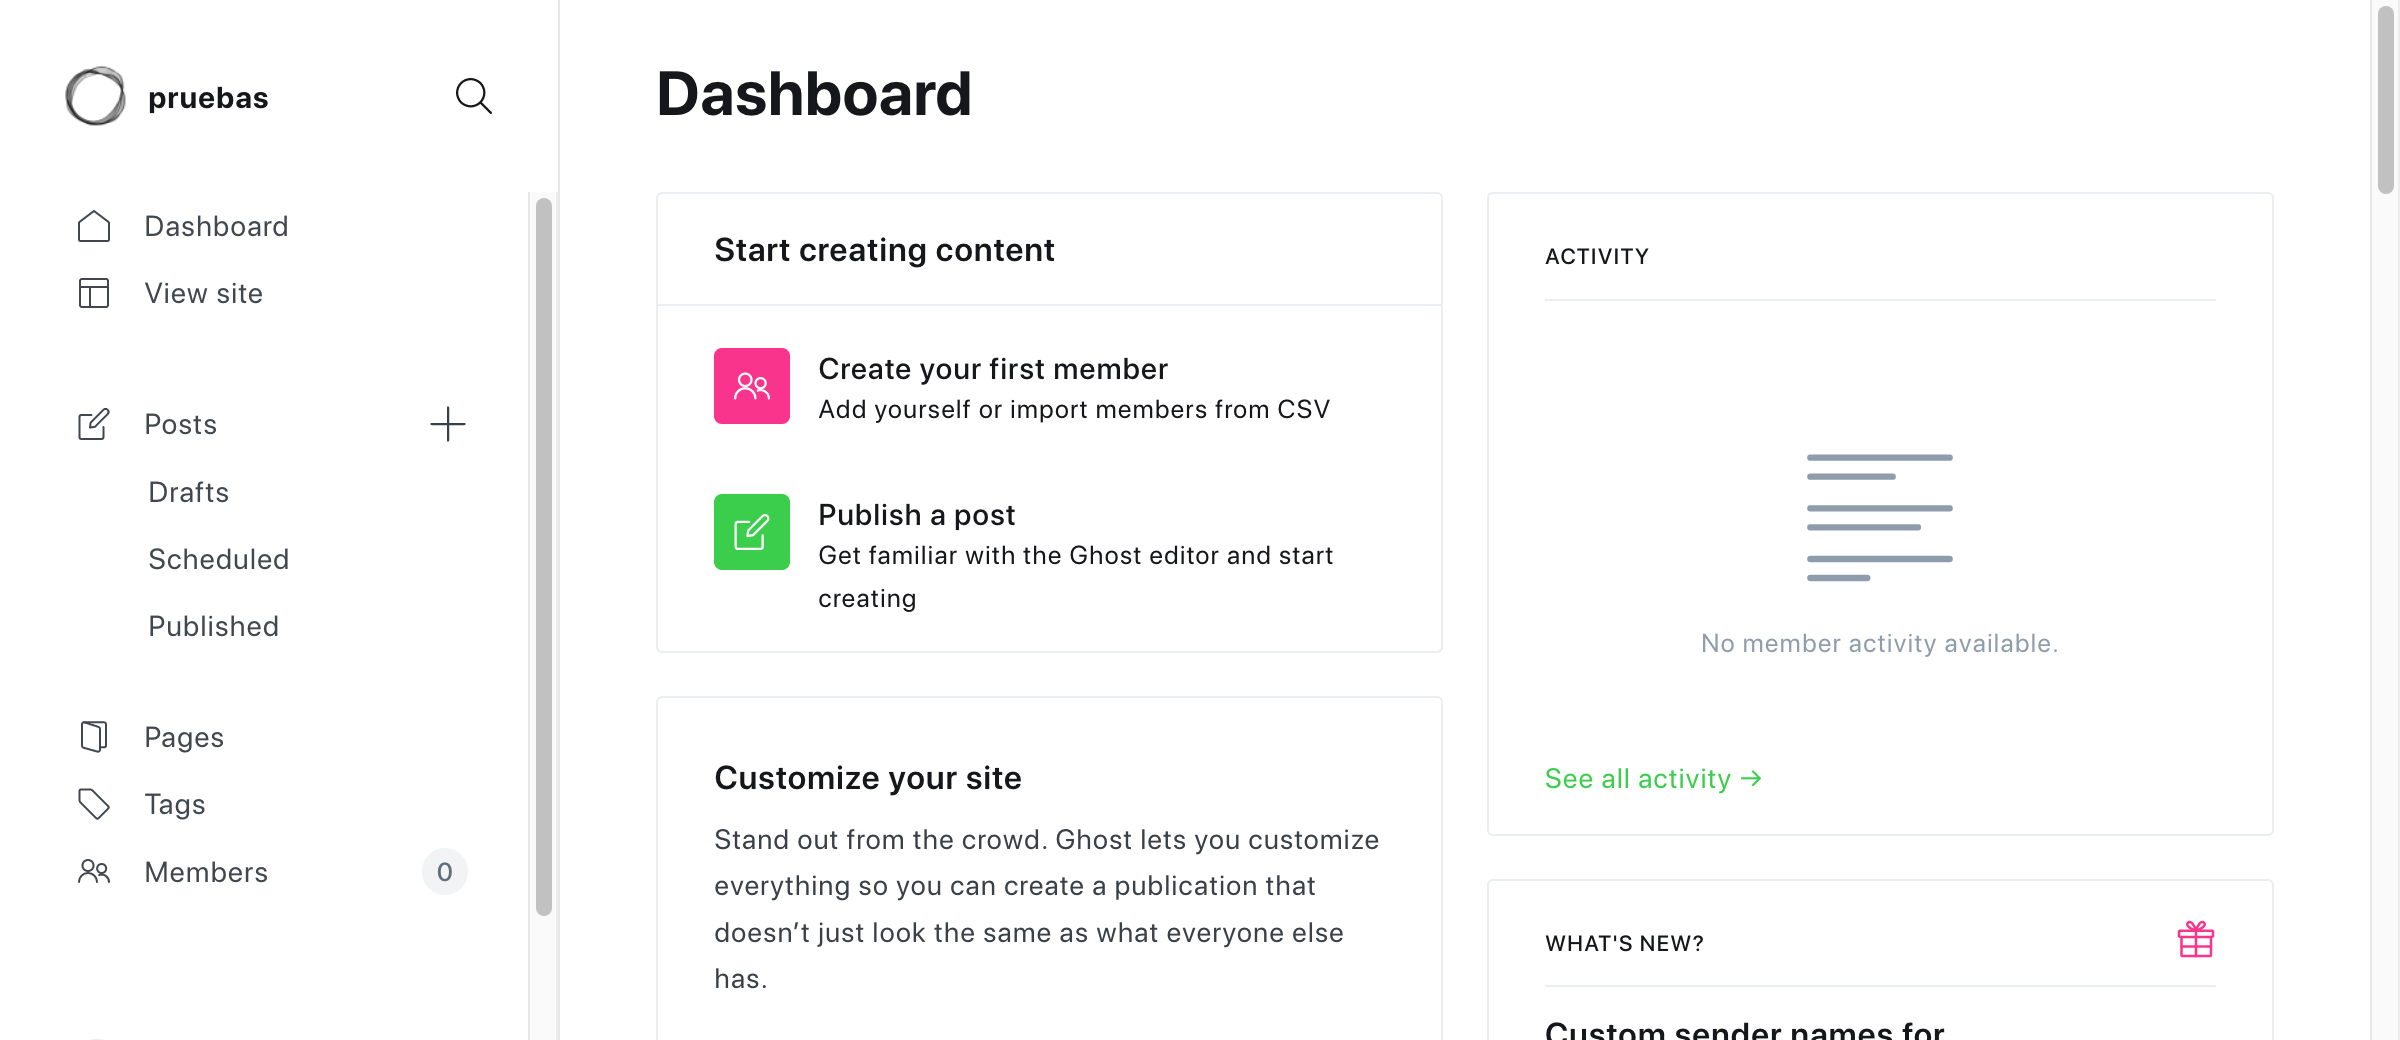 pruebas
Dashboard
View site
Posts
Drafts
Scheduled
Published
Pages
Tags
Members
0
Dashboard
Start creating content
Create your first member
Add yourself or import members from CSV
Publish a post
Get familiar with the Ghost editor and start
creating
Customize your site
Stand out from the crowd. Ghost lets you customize
everything so you can create a publication that
doesn’t just look the same as what everyone else
has.
ACTIVITY
No member activity available.
See all activity →
WHAT'S NEW?
Custom sender names for